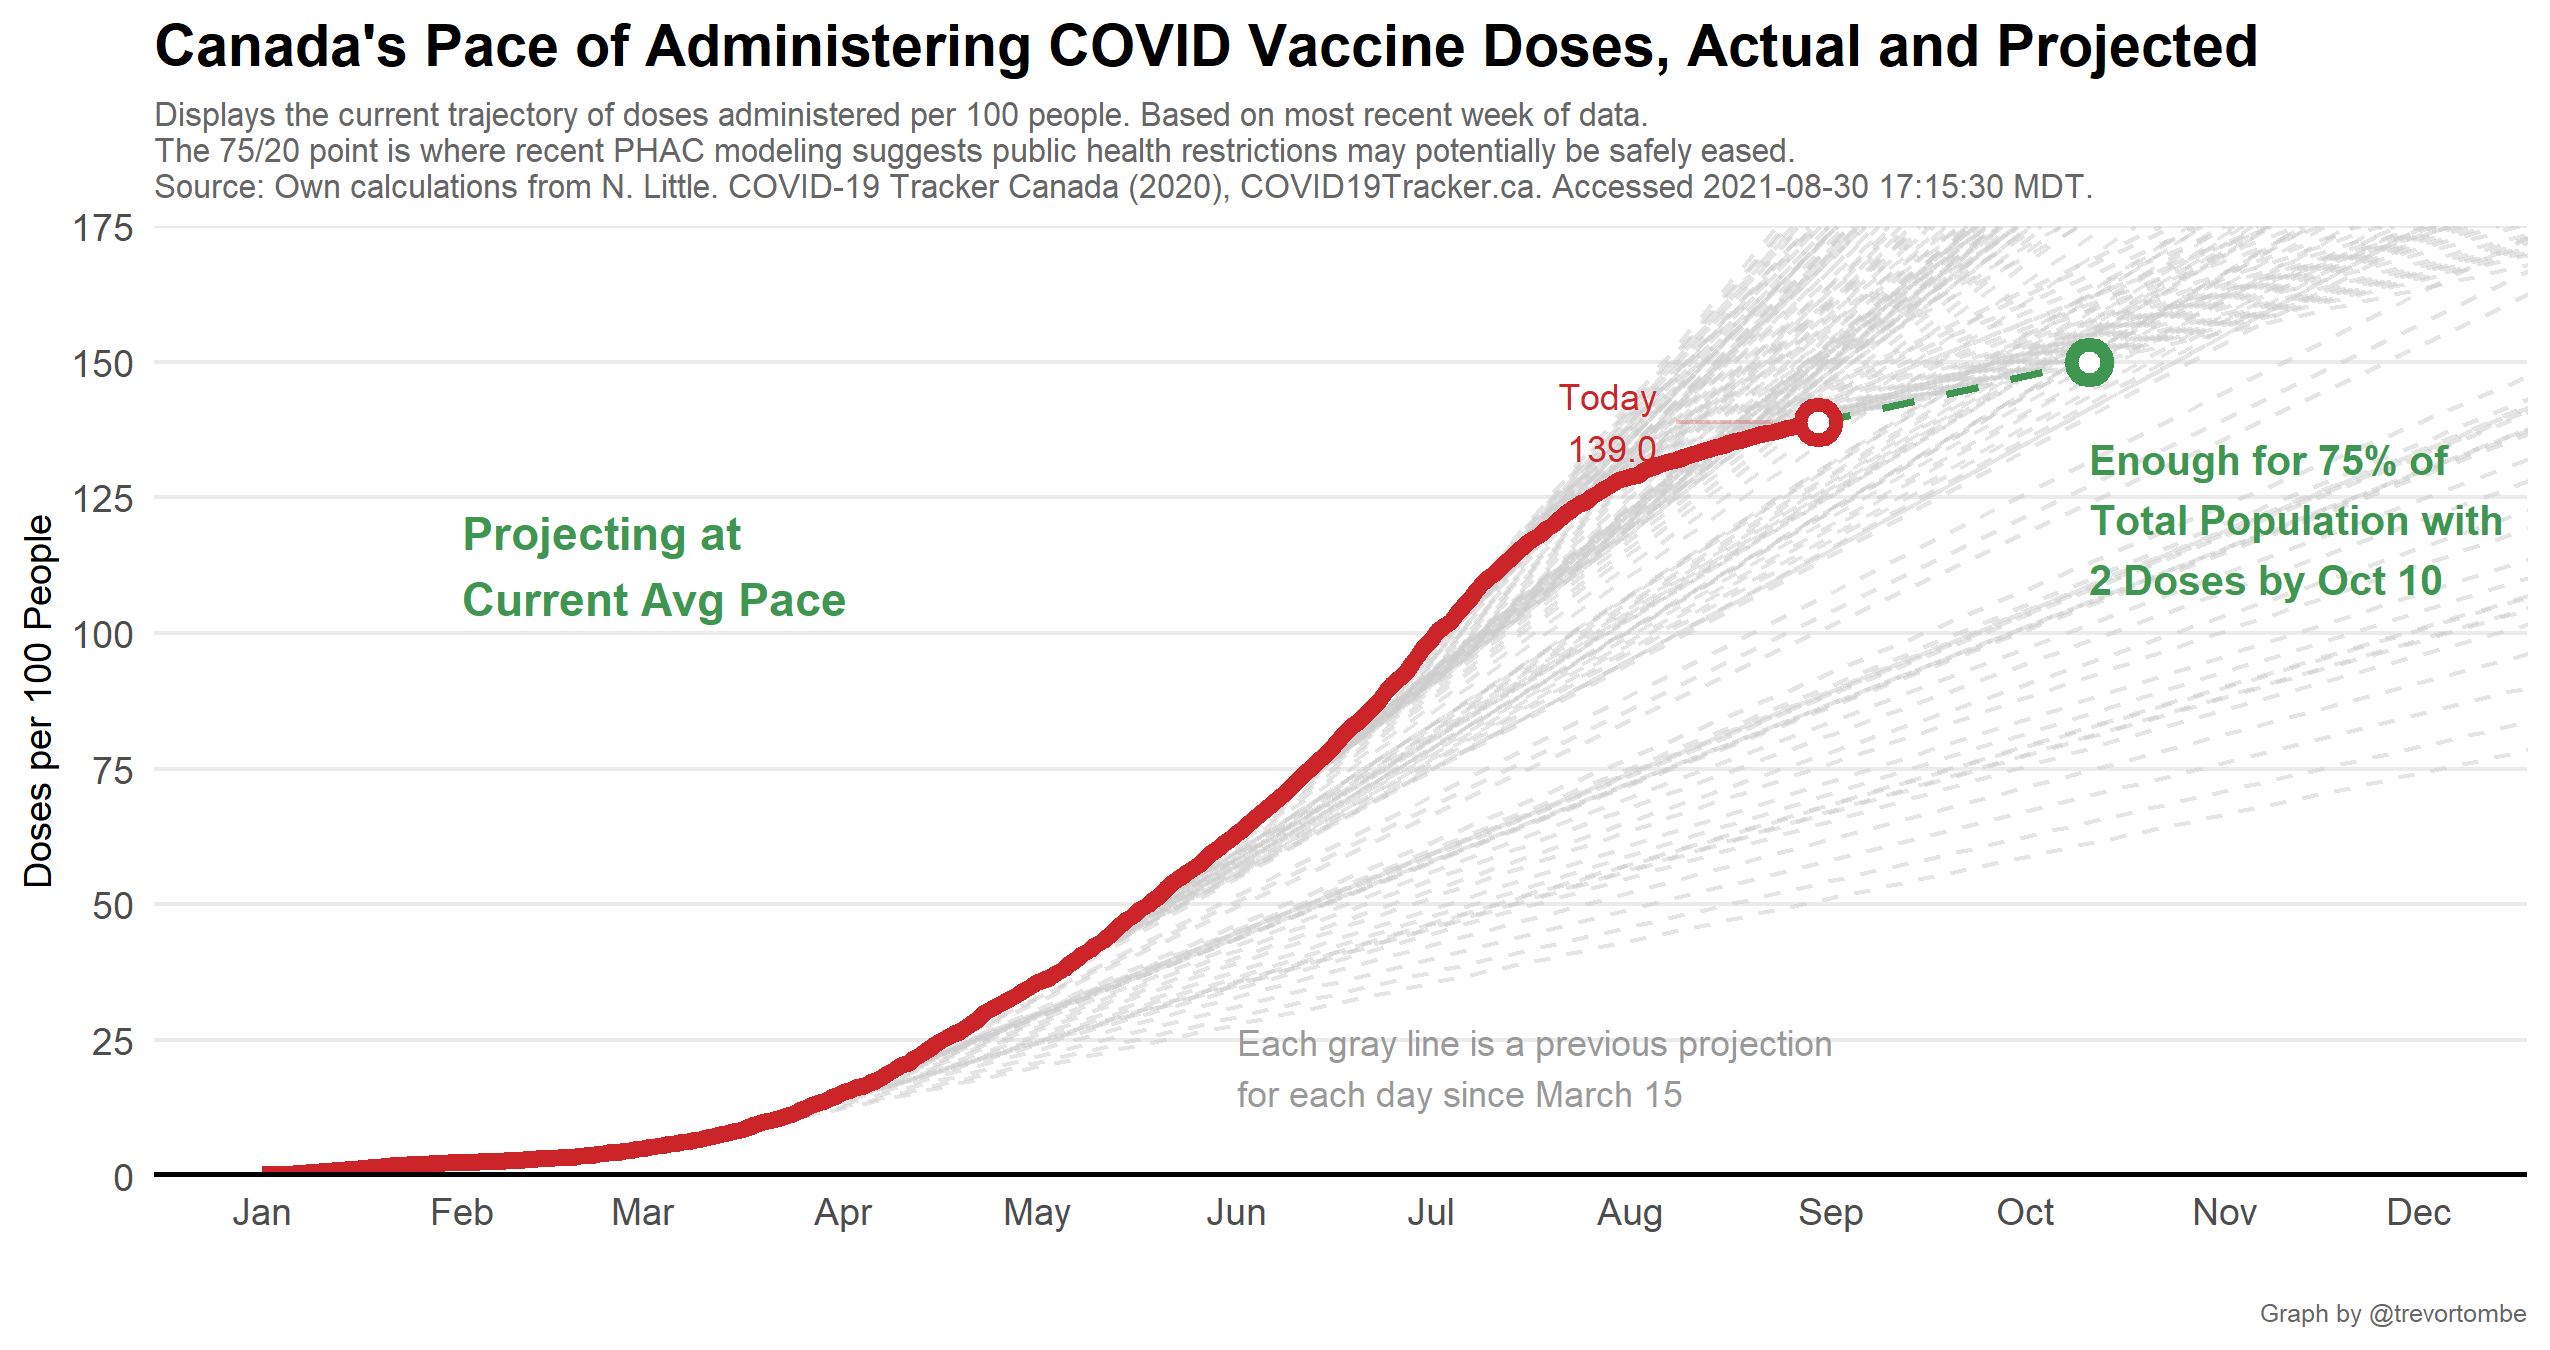 Canada's Pace of Administering COVID Vaccine Doses, Actual and Projected
Displays the current trajectory of doses administered per 100 people. Based on most recent week of data.
The 75/20 point is where recent PHAC modeling suggests public health restrictions may potentially be safely eased.
Source: Own calculations from N. Little. COVID-19 Tracker Canada (2020), COVID19Tracker.ca. Accessed 2021-08-30 17:15:30 MDT.
Doses per 100 People
175
150
125
100
75
50
25
0
Projecting at
Current Avg Pace
Today
139.0
Enough for 75% of
Total Population with
2 Doses by Oct 10
Each gray line is a previous projection
for each day since March 15
Jan Feb Mar Apr May Jun Jul Aug Sep Oct Nov Dec
Graph by @trevortombe